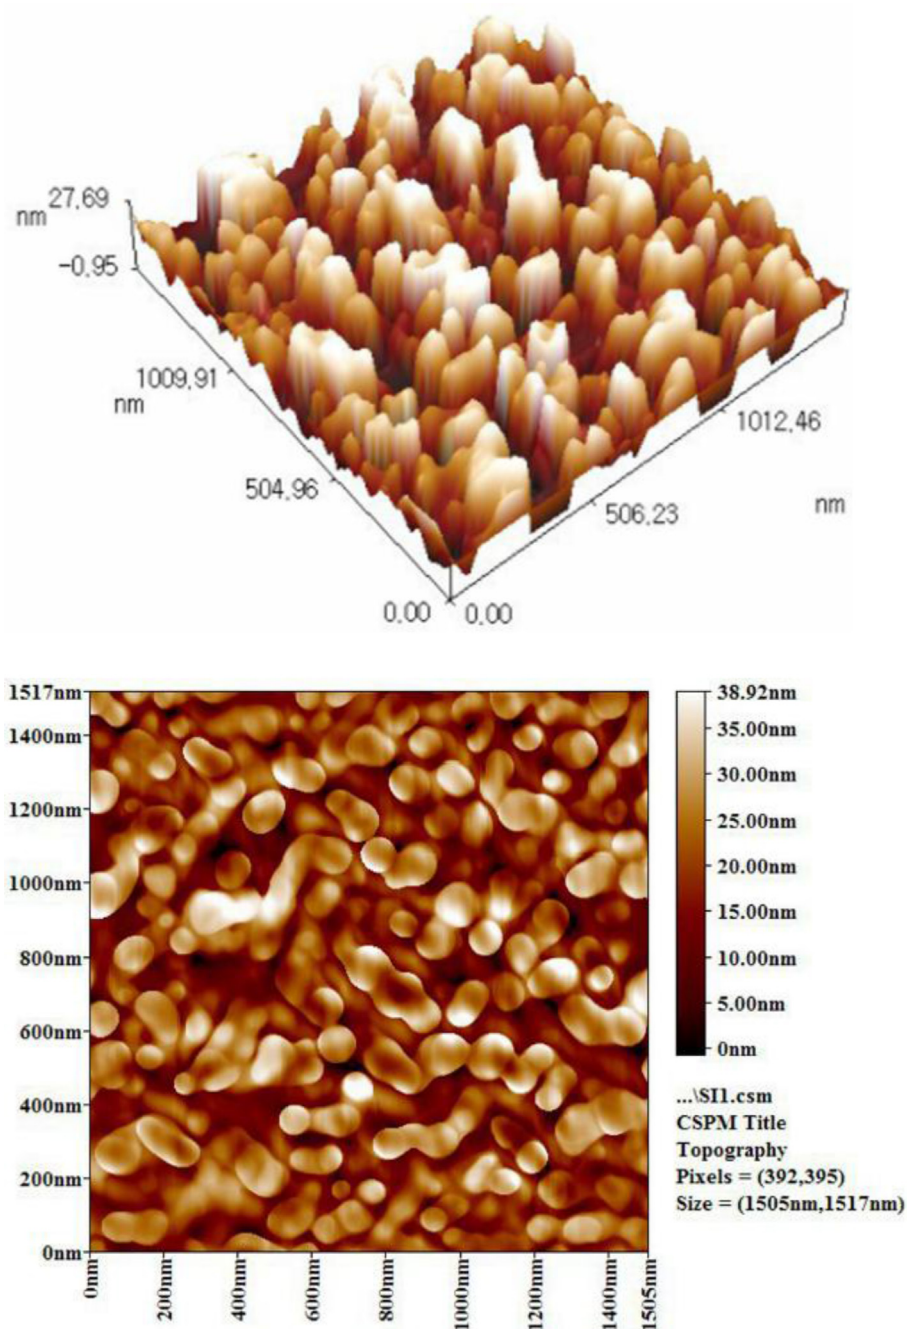 27.69
nm
-0.95
1009.91
nm
504.96
0.00
0.00
506.23
1012.46
nm
1517nm
1400nm
1200nm
1000nm
800nm
600nm
400nm
200nm
0nm
0nm
200nm
400nm
600nm
800nm
1000nm
1200nm
1400nm
1505nm
38.92nm
35.00nm
30.00nm
25.00nm
20.00nm
15.00nm
10.00nm
5.00nm
0nm
...\SI1.csm
CSPM Title
Topography
Pixels = (392,395)
Size = (1505nm,1517nm)